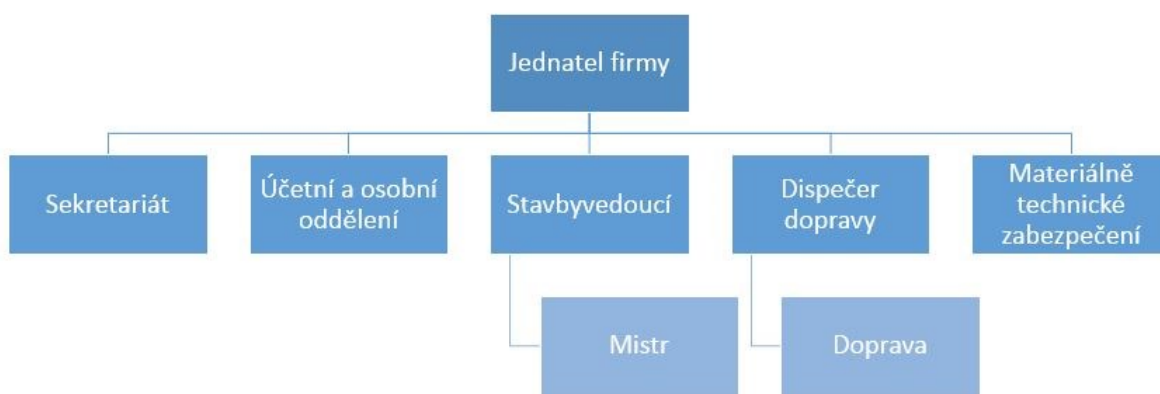 Jednatel firmy
Sekretariát
Účetní a osobní
oddělení
Stavbyvedoucí
Dispečer
dopravy
Materiálně
technické
zabezpečení
Mistr
Doprava